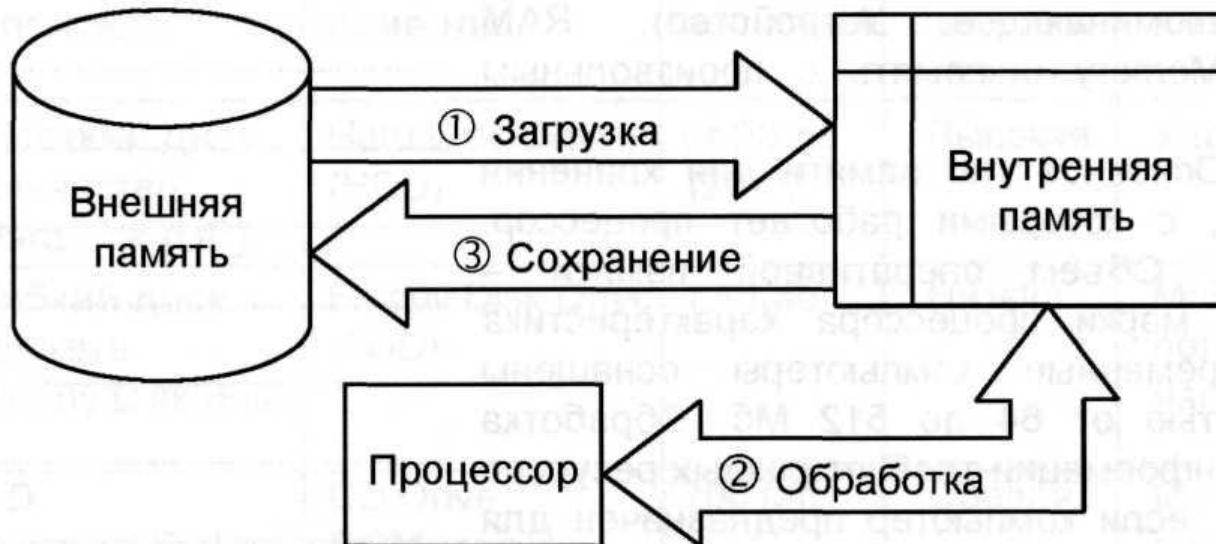 ① Загрузка
Внешняя
память
Внутренняя
память
③ Сохранение
Процессор
② Обработка